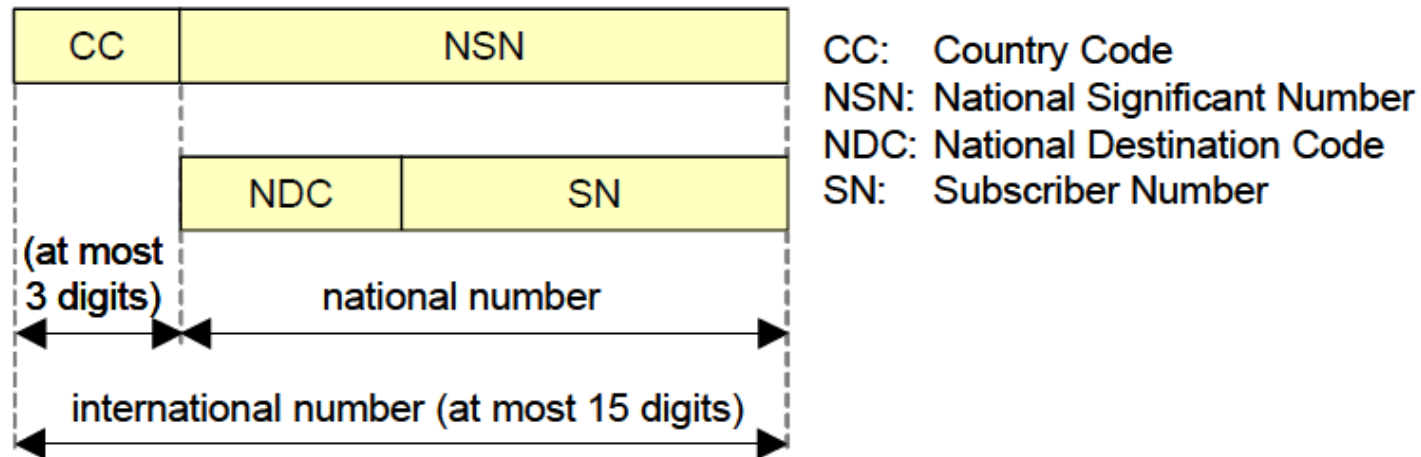 CC NSN
NDC SN
(at most
3 digits)
national number
international number (at most 15 digits)
CC: Country Code
NSN: National Significant Number
NDC: National Destination Code
SN: Subscriber Number